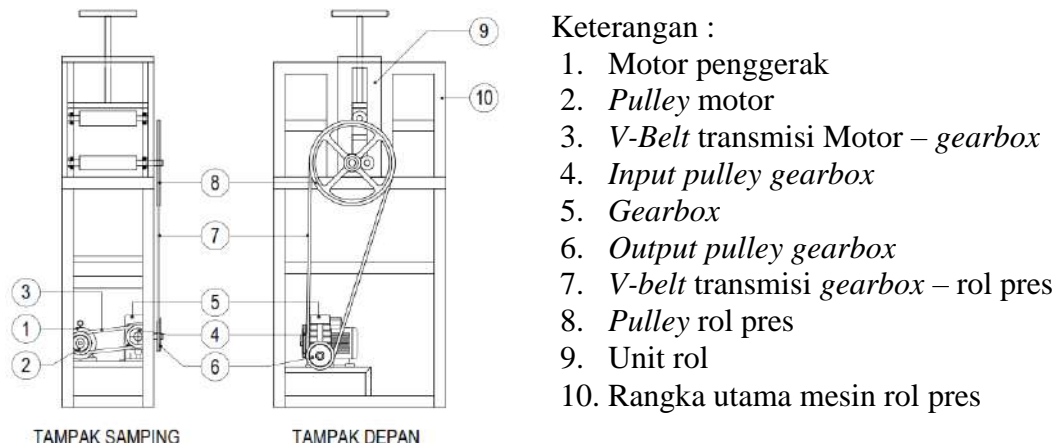 9
10
8
7
3
5
1
4
2
6
TAMPAK SAMPING
TAMPAK DEPAN
Keterangan :
1. Motor penggerak
2. Pulley motor
3. V-Belt transmisi Motor – gearbox
4. Input pulley gearbox
5. Gearbox
6. Output pulley gearbox
7. V-belt transmisi gearbox – rol pres
8. Pulley rol pres
9. Unit rol
10. Rangka utama mesin rol pres